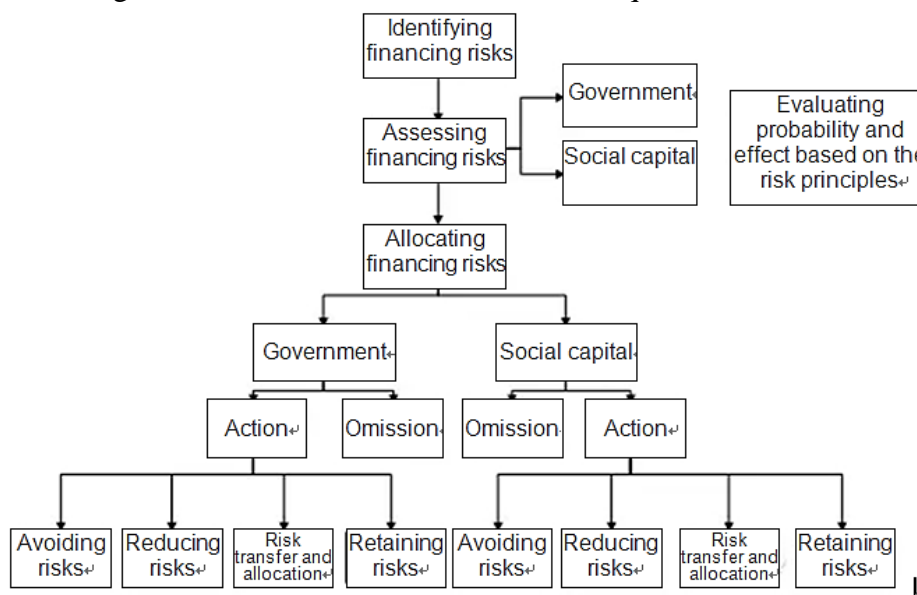 Identifying
financing risks
Government
Assessing
financing risks
Social capital
Evaluating
probability and
effect based on the
risk principles
Allocating
financing risks
Government
Social capital
Action
Omission
Omission
Action
Avoiding
risks
Reducing
risks
Risk
transfer and
allocation
Retaining
risks
Avoiding
risks
Reducing
risks
Risk
transfer and
allocation
Retaining
risks